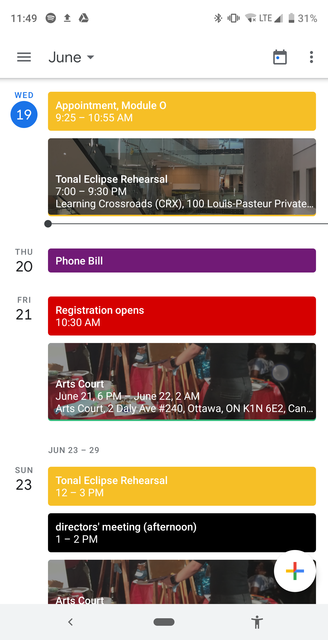 11:49
LTE
31%
June
WED
19
Appointment, Module O
9:25 – 10:55 AM
Tonal Eclipse Rehearsal
7:00 – 9:30 PM
Learning Crossroads (CRX), 100 Louis-Pasteur Private...
THU
20
Phone Bill
FRI
21
Registration opens
10:30 AM
Arts Court
June 21, 6 PM – June 22, 2 AM
Arts Court, 2 Daly Ave #240, Ottawa, ON K1N 6E2, Can...
JUN 23 – 29
SUN
23
Tonal Eclipse Rehearsal
12 – 3 PM
directors' meeting (afternoon)
1 – 2 PM
Arts Court